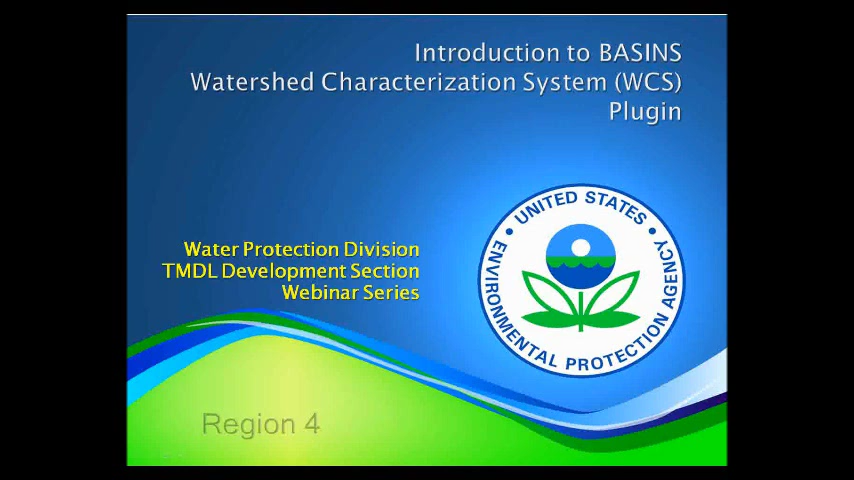 Introduction to BASINS
Watershed Characterization System (WCS)
Plugin
UNITED STATES
ENVIRONMENTAL PROTECTION AGENCY
Water Protection Division
TMDL Development Section
Webinar Series
Region 4